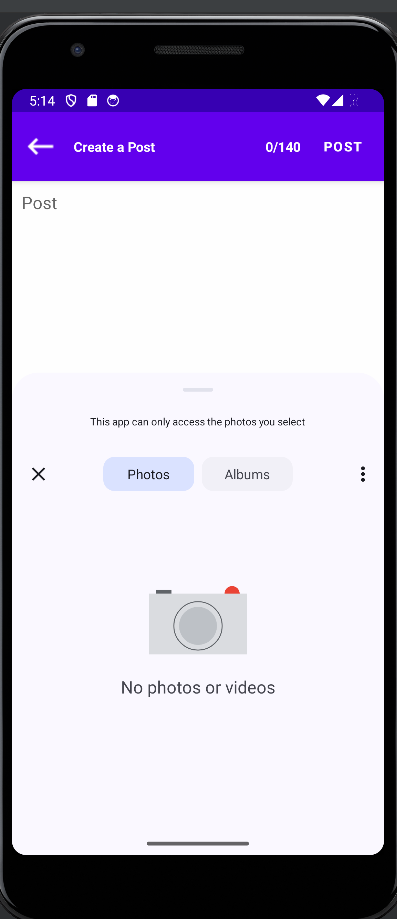 5:14
Create a Post
0/140
POST
Post
This app can only access the photos you select
Photos
Albums
No photos or videos